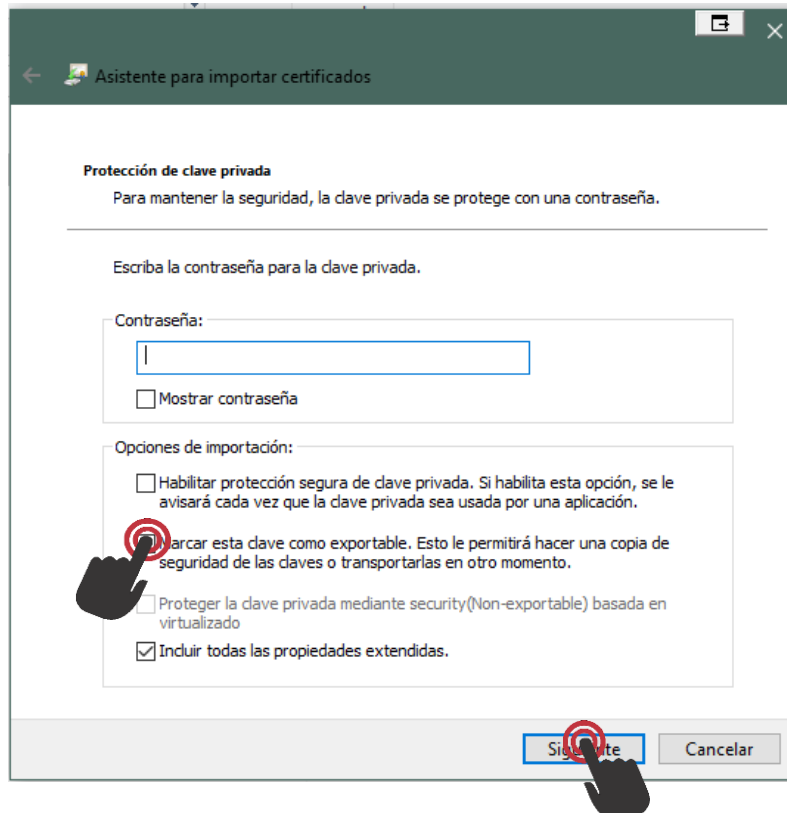 Asistente para importar certificados
Protección de clave privada
Para mantener la seguridad, la clave privada se protege con una contraseña.
Escriba la contraseña para la clave privada.
Contraseña:
Mostrar contraseña
Opciones de importación:
Habilitar protección segura de clave privada. Si habilita esta opción, se le
avisará cada vez que la clave privada sea usada por una aplicación.
Marcar esta clave como exportable. Esto le permitirá hacer una copia de
seguridad de las claves o transportarlas en otro momento.
Proteger la clave privada mediante security(Non-exportable) basada en
virtualizado
Incluir todas las propiedades extendidas.
Siguiente
Cancelar